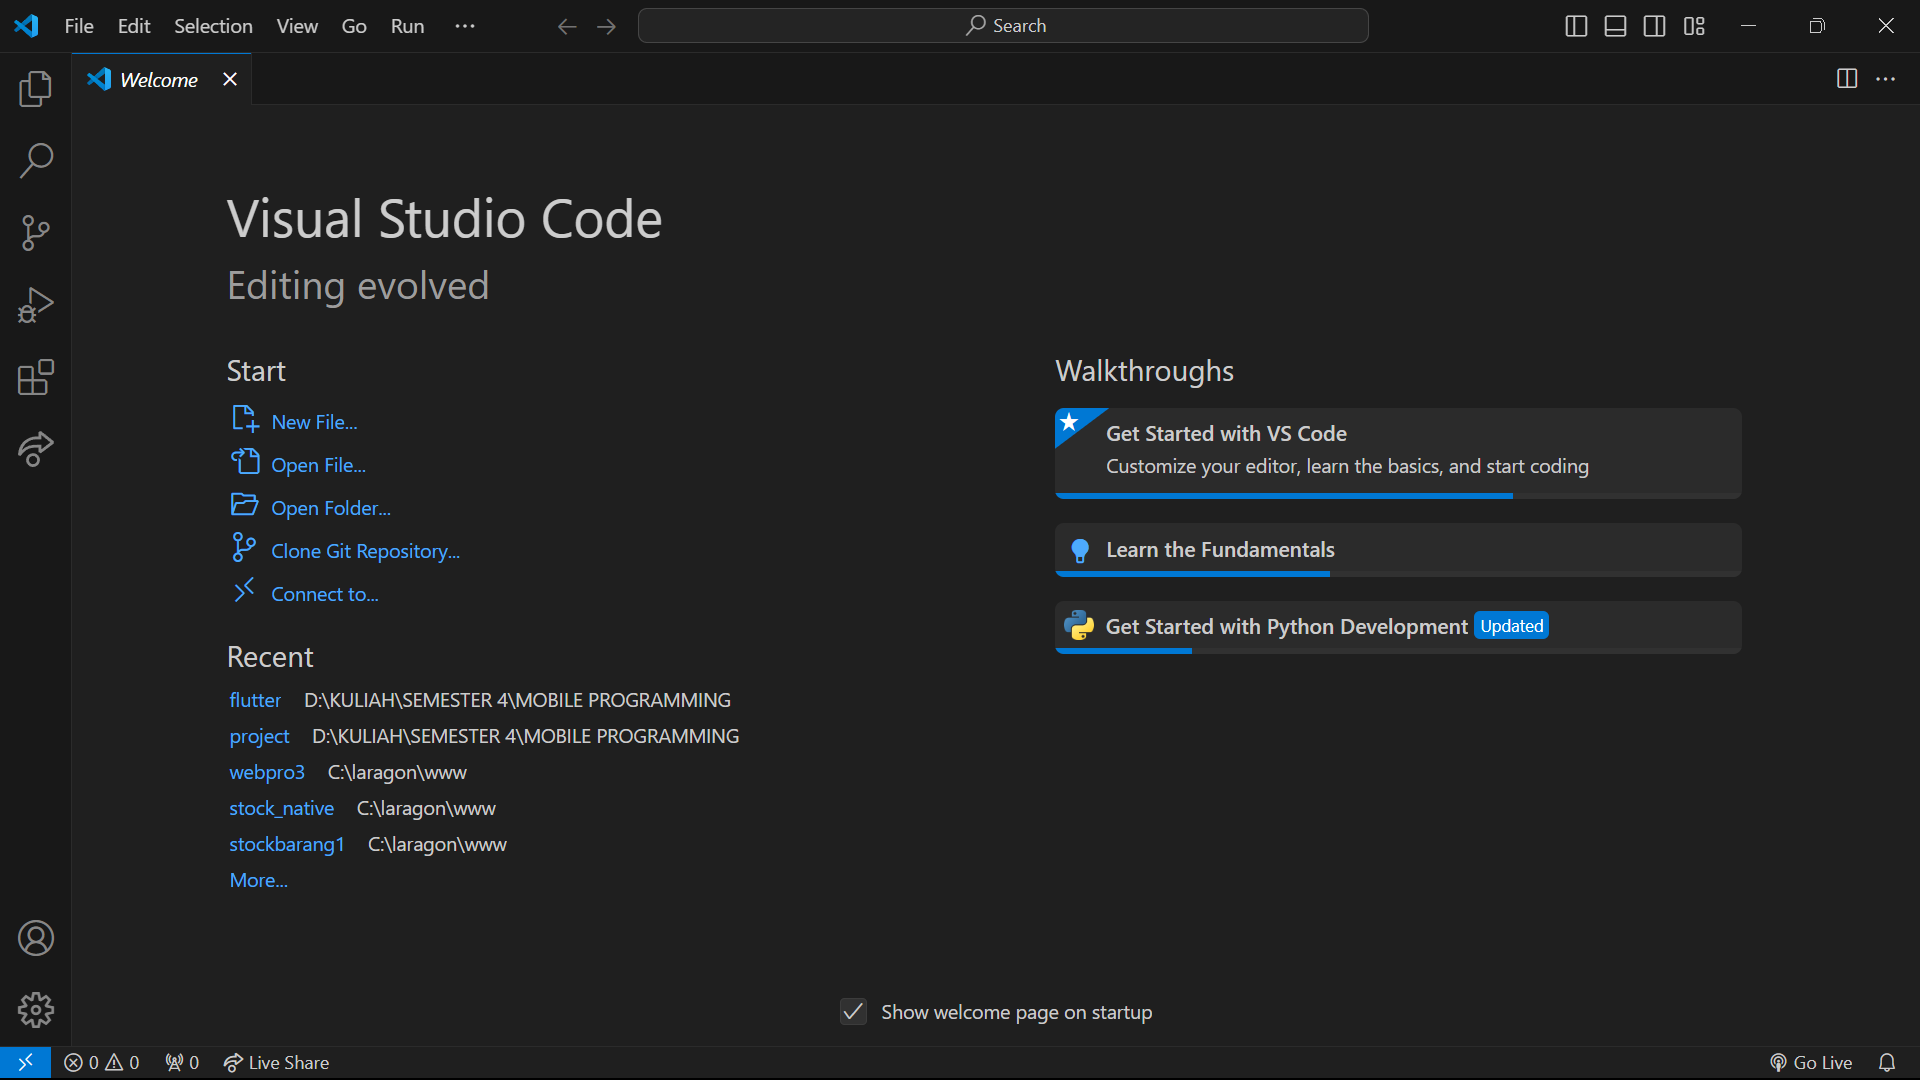 File Edit Selection View Go Run ··· Search
Welcome
Visual Studio Code
Editing evolved
Start
New File...
Open File...
Open Folder...
Clone Git Repository...
Connect to...
Recent
flutter D:\KULIAH\SEMESTER 4\MOBILE PROGRAMMING
project D:\KULIAH\SEMESTER 4\MOBILE PROGRAMMING
webpro3 C:\laragon\www
stock_native C:\laragon\www
stockbarang1 C:\laragon\www
More...
Walkthroughs
Get Started with VS Code
Customize your editor, learn the basics, and start coding
Learn the Fundamentals
Get Started with Python Development Updated
Show welcome page on startup
0 0 0 Live Share Go Live